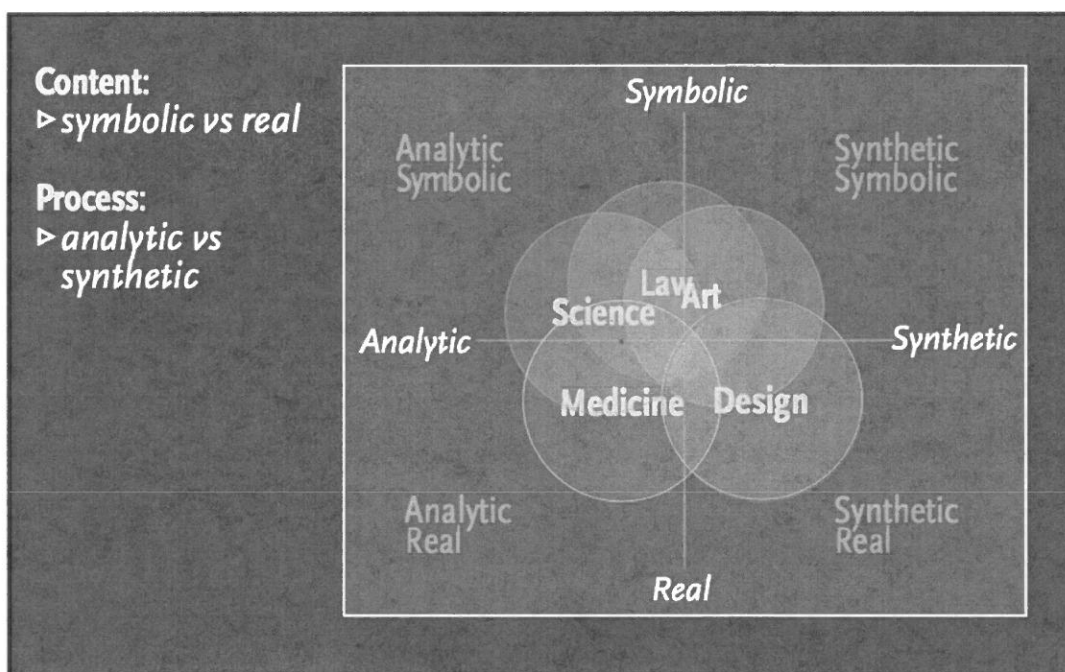 Content:
▹ symbolic vs real
Process:
▹ analytic vs
synthetic
Symbolic
Analytic
Symbolic
Synthetic
Symbolic
Law
Art
Science
Analytic
Synthetic
Medicine
Design
Analytic
Real
Synthetic
Real
Real